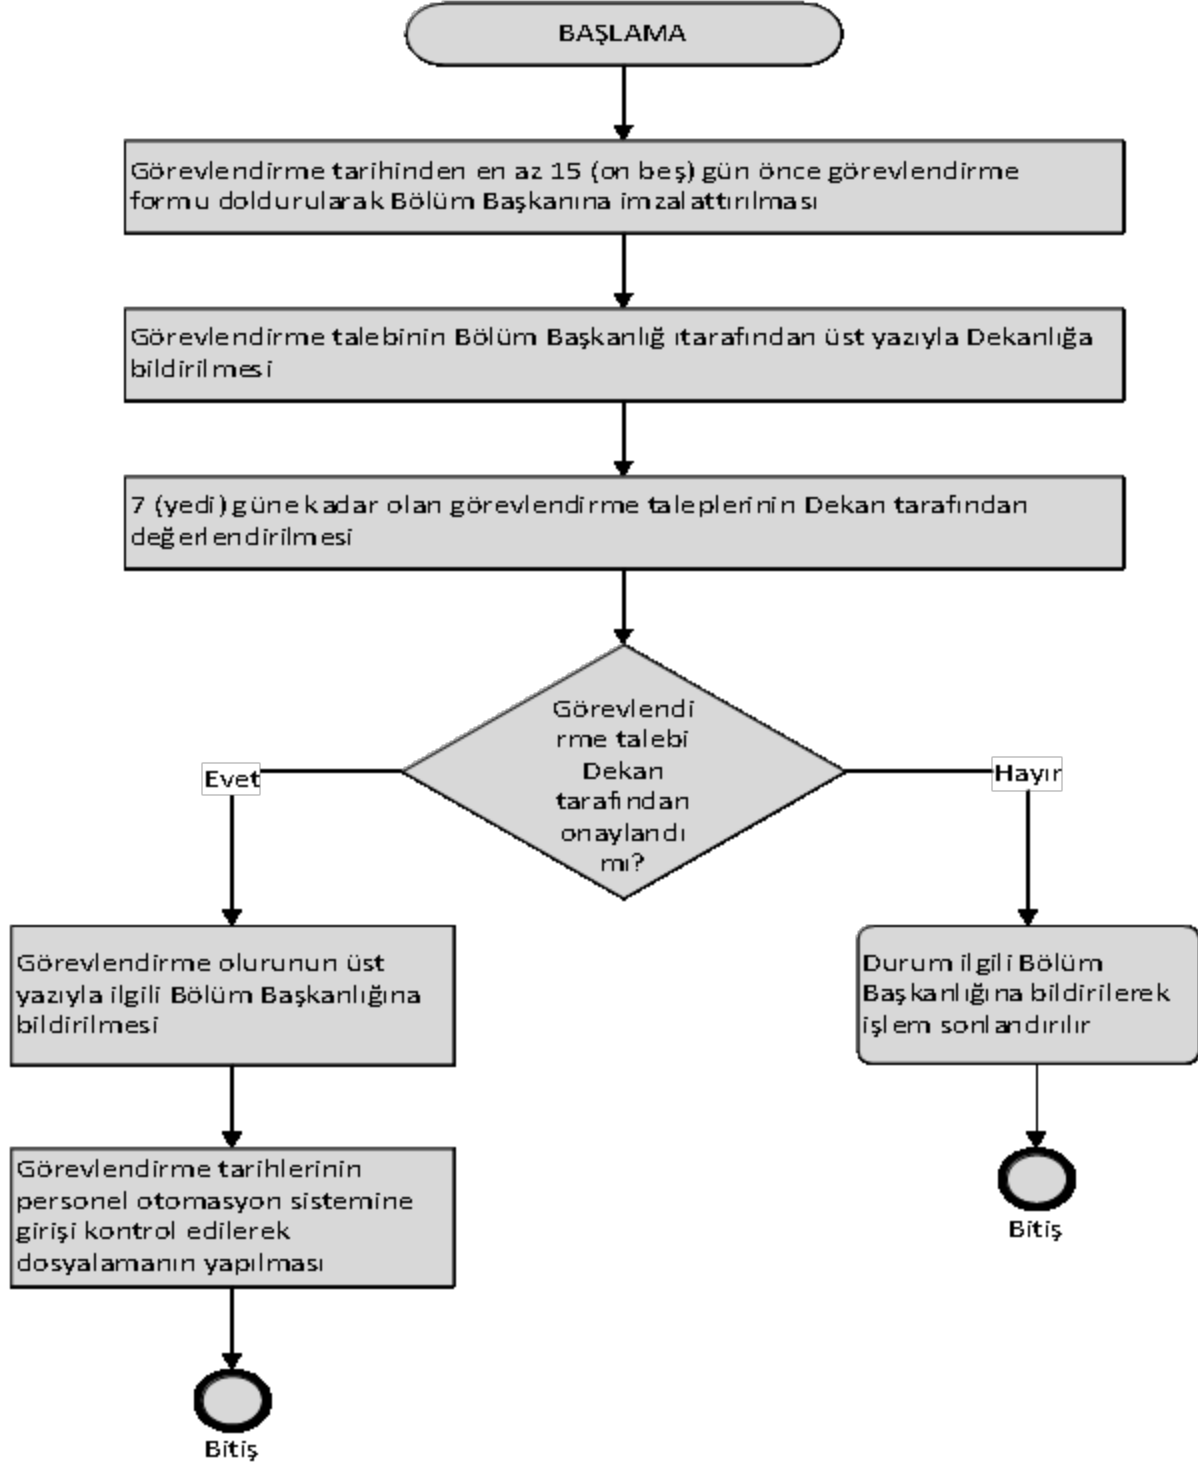 BAŞLAMA
Görevlendirme tarihinden en az 15 (on beş) gün önce görevlendirme
formu doldurularak Bölüm Başkanına imzalattırılması
Görevlendirme talebinin Bölüm Başkanlığ ıtarafından üst yazıyla Dekanlığa
bildirilmesi
7 (yedi) güne kadar olan görevlendirme taleplerinin Dekan tarafından
değerlendirilmesi
Görevlendi
rme talebi
Dekan
tarafından
onaylandı
mı?
Evet
Hayır
Görevlendirme olurunun üst
yazıyla ilgili Bölüm Başkanlığına
bildirilmesi
Durum ilgili Bölüm
Başkanlığına bildirilerek
işlem sonlandırılır
Görevlendirme tarihlerinin
personel otomasyon sistemine
girişi kontrol edilerek
dosyalamanın yapılması
Bitiş
Bitiş